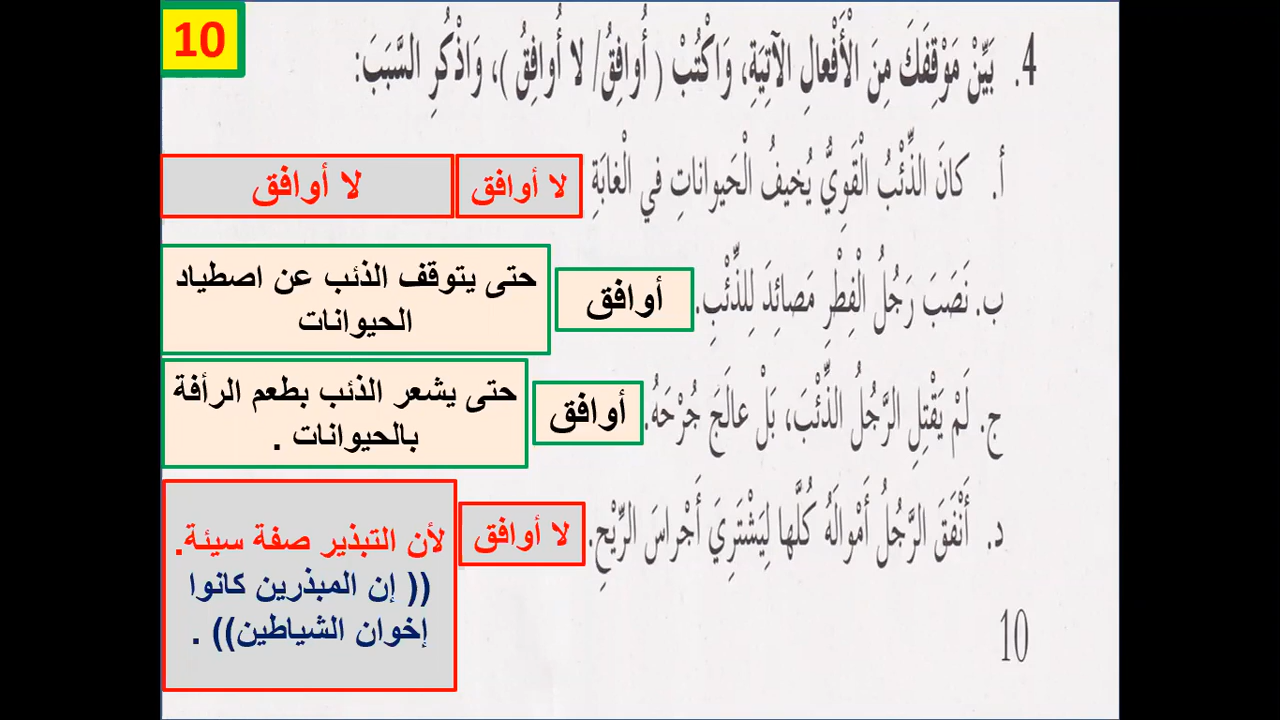 10
4. بَيِّنْ مَوْقِفَكَ مِنَ الْأَفْعالِ الآتِيَةِ، وَاكْتُبْ ( أُوافِقُ/ لا أُوافِقُ )، وَاذْكُرِ السَّبَبَ:
أ. كانَ الذِّئْبُ الْقَوِيُّ يُخيفُ الْحَيواناتِ في الْغابَةِ
لا أوافق
لا أوافق
ب. نَصَبَ رَجُلُ الْفِطْرِ مَصائِدَ لِلذِّئْبِ.
أوافق
حتى يتوقف الذئب عن اصطياد
الحيوانات
ج. لَمْ يَقْتِلِ الرَّجُلُ الذِّئْبَ، بَلْ عالَجَ جُرْحَهُ.
أوافق
حتى يشعر الذئب بطعم الرأفة
بالحيوانات .
د. أَنْفَقَ الرَّجُلُ أَمْوالَهُ كُلَّها لِيَشْتَرِيَ أَجْراسَ الرِّيْحِ.
لا أوافق
لأن التبذير صفة سيئة.
(( إن المبذرين كانوا
إخوان الشياطين)) .
10